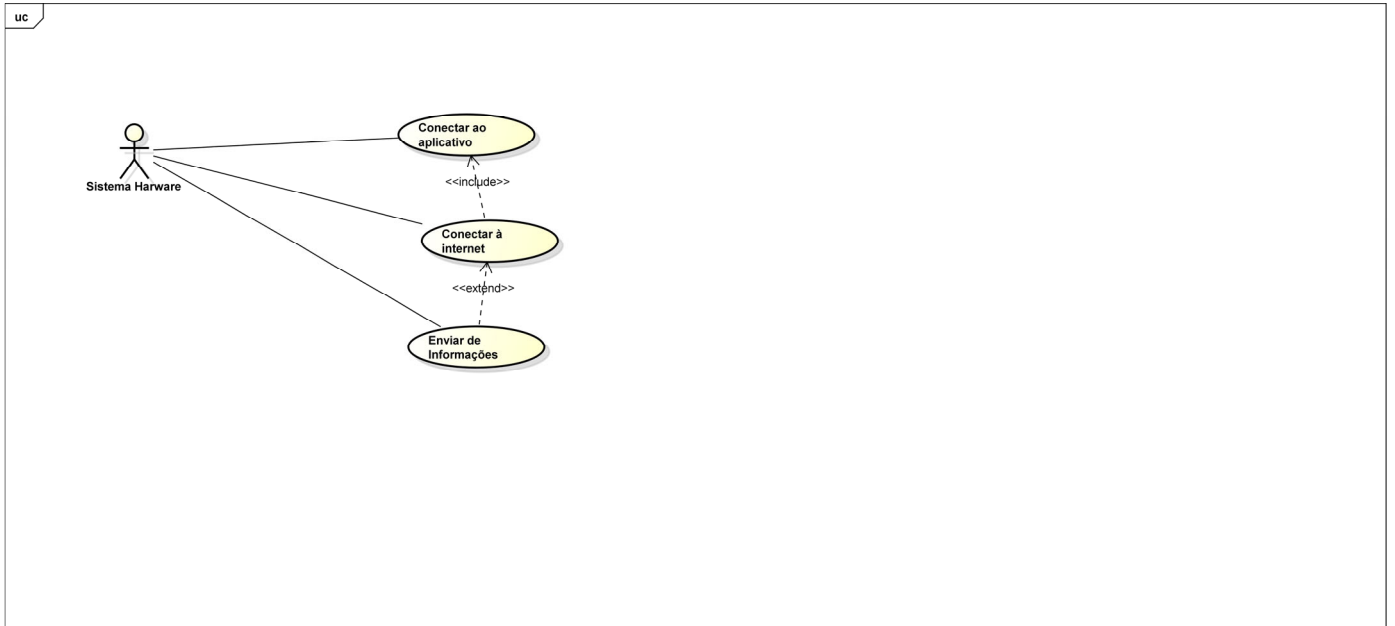 uc
Conectar ao
aplicativo
Sistema Harware
<<include>>
Conectar à
internet
<<extend>>
Enviar de
Informações